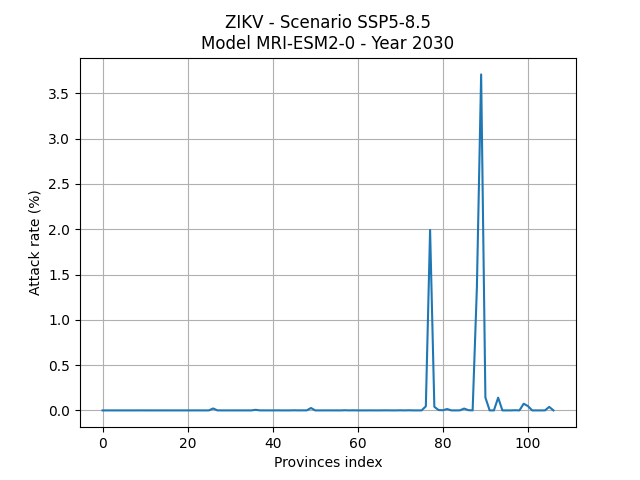 ZIKV - Scenario SSP5-8.5
Model MRI-ESM2-0 - Year 2030
3.5
3.0
2.5
2.0
1.5
1.0
0.5
0.0
Attack rate (%)
0 20 40 60 80 100
Provinces index